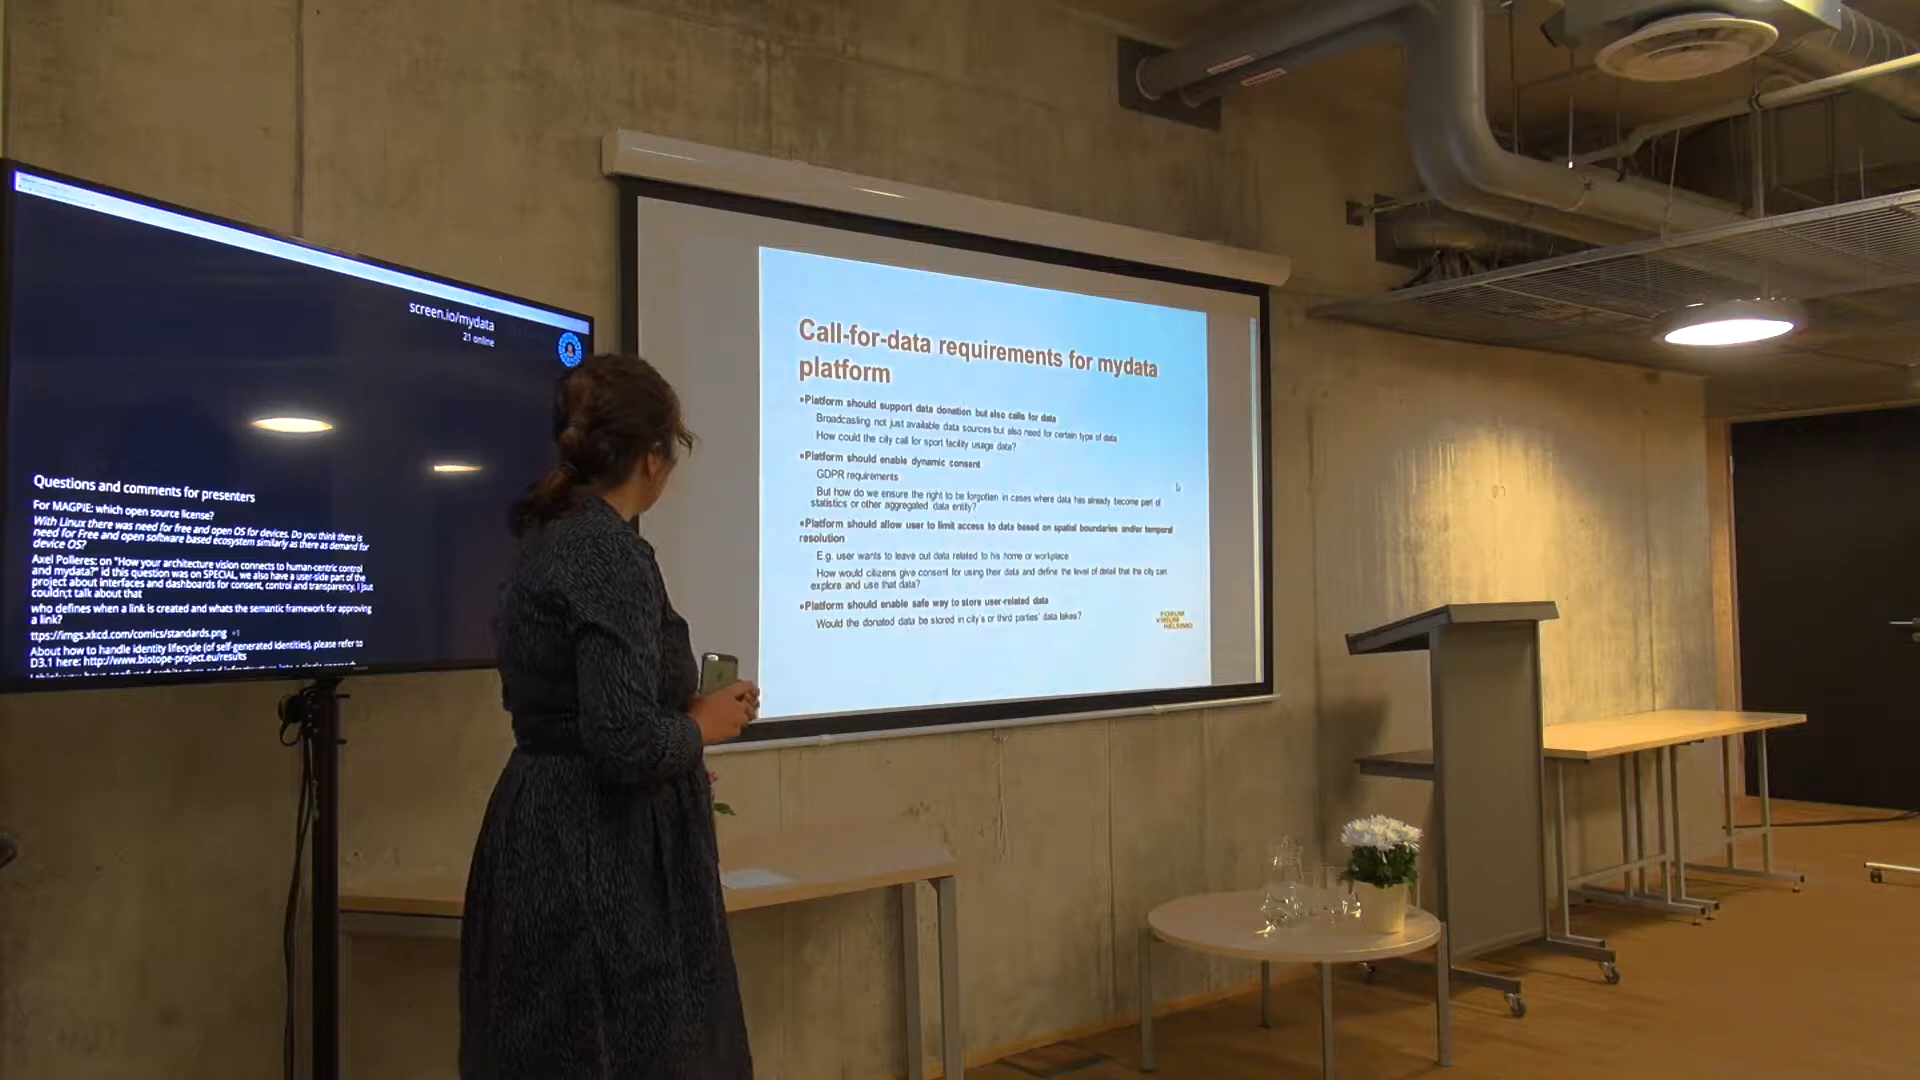 screen.io/mydata
21 online
Questions and comments for presenters
For MAGPIE: which open source license?
With Linux there was need for free and open OS for devices. Do you think there is
need for Free and open software based ecosystem similarly as there as demand for
device OS?
Axel Polleres: on "How your architecture vision connects to human-centric control
and mydata?" id this question was on SPECIAL, we also have a user-side part of the
project about interfaces and dashboards for consent, control and transparency, I jsut
couldn;t talk about that
who defines when a link is created and whats the semantic framework for approving
a link?
ttps://imgs.xkcd.com/comics/standards.png +1
About how to handle identity lifecycle (of self-generated identities), please refer to
D3.1 here: http://www.biotope-project.eu/results
Call-for-data requirements for mydata
platform
•Platform should support data donation but also calls for data
Broadcasting not just available data sources but also need for certain type of data
How could the city call for sport facility usage data?
•Platform should enable dynamic consent
GDPR requirements
But how do we ensure the right to be forgotten in cases where data has already become part of
statistics or other aggregated data entity?
•Platform should allow user to limit access to data based on spatial boundaries and/or temporal
resolution
E.g. user wants to leave out data related to his home or workplace
How would citizens give consent for using their data and define the level of detail that the city can
explore and use that data?
•Platform should enable safe way to store user-related data
Would the donated data be stored in city's or third parties' data lakes?
FORUM
VIRIUM
HELSINKI